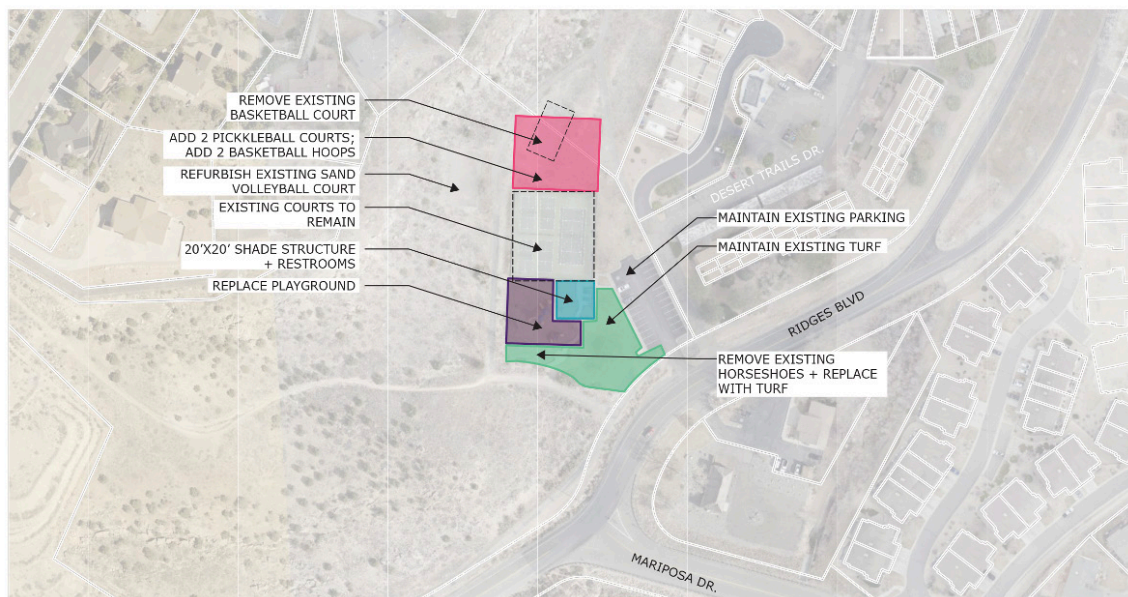 REMOVE EXISTING
BASKETBALL COURT
ADD 2 PICKKLEBALL COURTS;
ADD 2 BASKETBALL HOOPS
REFURBISH EXISTING SAND
VOLLEYBALL COURT
EXISTING COURTS TO
REMAIN
20'X20' SHADE STRUCTURE
+ RESTROOMS
REPLACE PLAYGROUND
DESERT TRAILS DR.
MAINTAIN EXISTING PARKING
MAINTAIN EXISTING TURF
RIDGES BLVD
REMOVE EXISTING
HORSESHOES + REPLACE
WITH TURF
MARIPOSA DR.